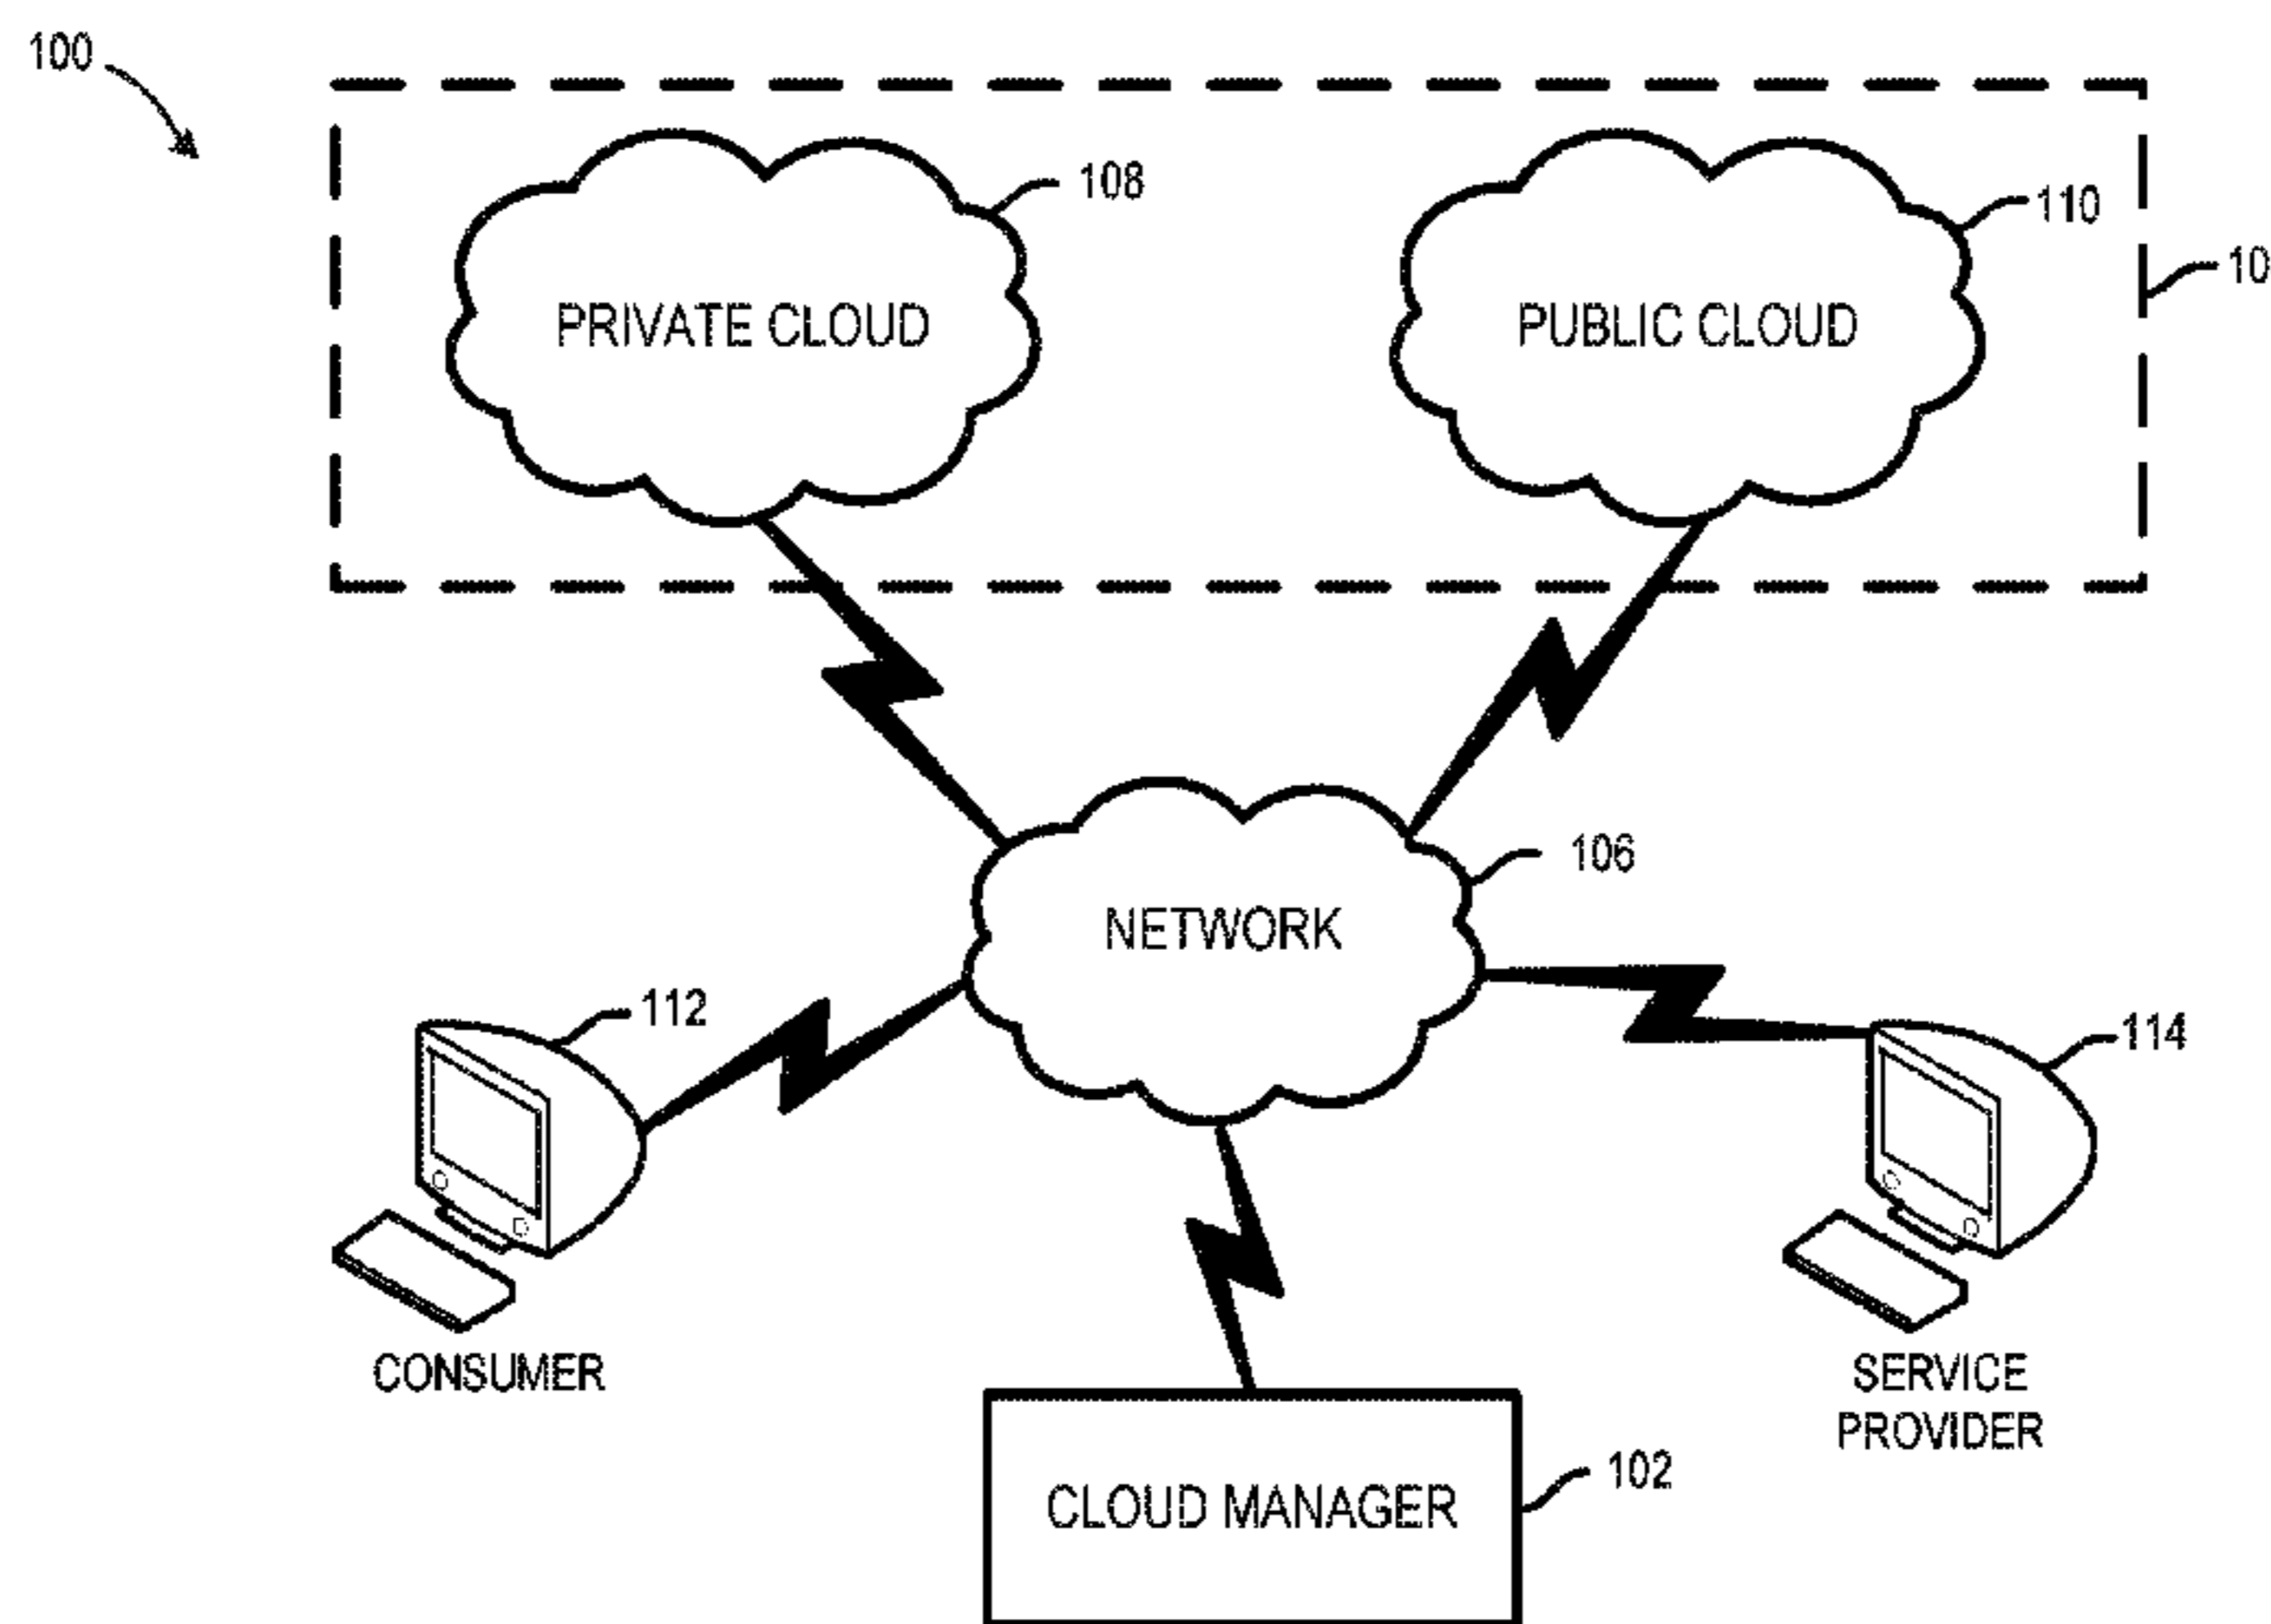 100
108
110
PRIVATE CLOUD
PUBLIC CLOUD
10
106
NETWORK
112
114
CONSUMER
SERVICE
PROVIDER
102
CLOUD MANAGER